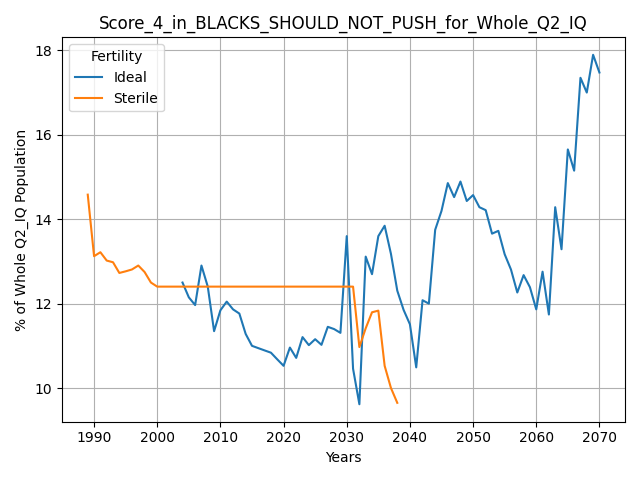 Score_4_in_BLACKS_SHOULD_NOT_PUSH_for_Whole_Q2_IQ
Fertility
Ideal
Sterile
% of Whole Q2_IQ Population
18
16
14
12
10
1990 2000 2010 2020 2030 2040 2050 2060 2070
Years